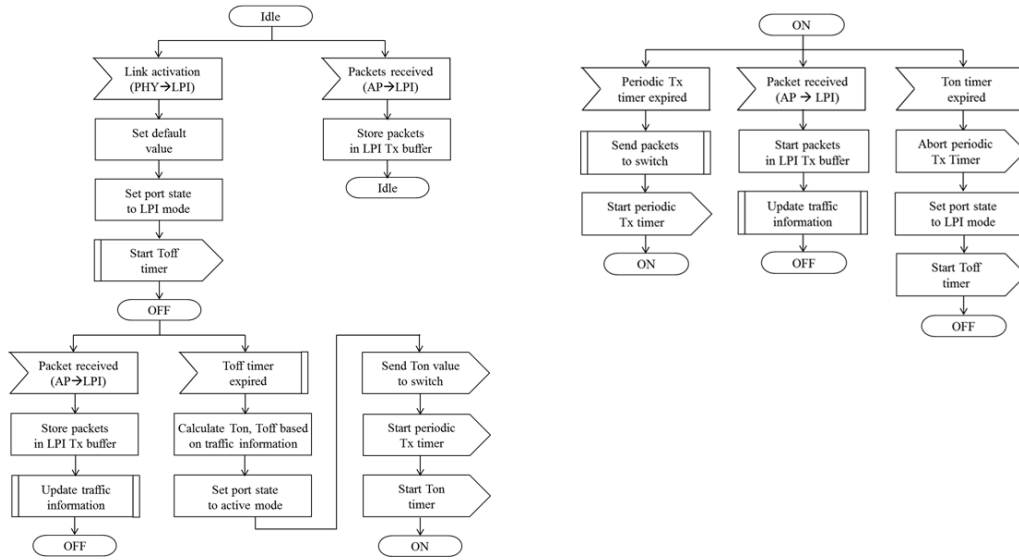 Idle
Link activation
(PHY→LPI)
Set default
value
Set port state
to LPI mode
Start Toff
timer
OFF
Packets received
(AP→LPI)
Store packets
in LPI Tx buffer
Idle
Packet received
(AP→LPI)
Store packets
in LPI Tx buffer
Update traffic
information
OFF
Toff timer
expired
Calculate Ton, Toff based
on traffic information
Set port state
to active mode
Send Ton value
to switch
Start periodic
Tx timer
Start Ton
timer
ON
ON
Periodic Tx
timer expired
Send packets
to switch
Start periodic
Tx timer
ON
Packet received
(AP → LPI)
Start packets
in LPI Tx buffer
Update traffic
information
OFF
Ton timer
expired
Abort periodic
Tx Timer
Set port state
to LPI mode
Start Toff
timer
OFF